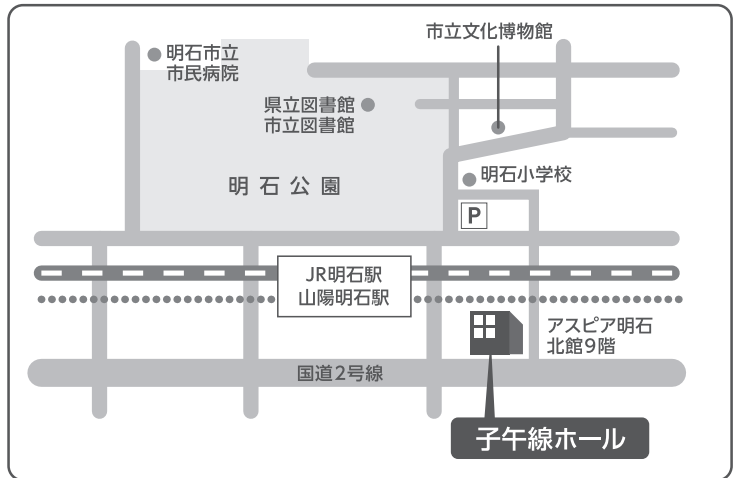 市立文化博物館
明石市立
市民病院
県立図書館
市立図書館
明石公園
明石小学校
P
JR明石駅
山陽明石駅
アスピア明石
北館9階
国道2号線
子午線ホール